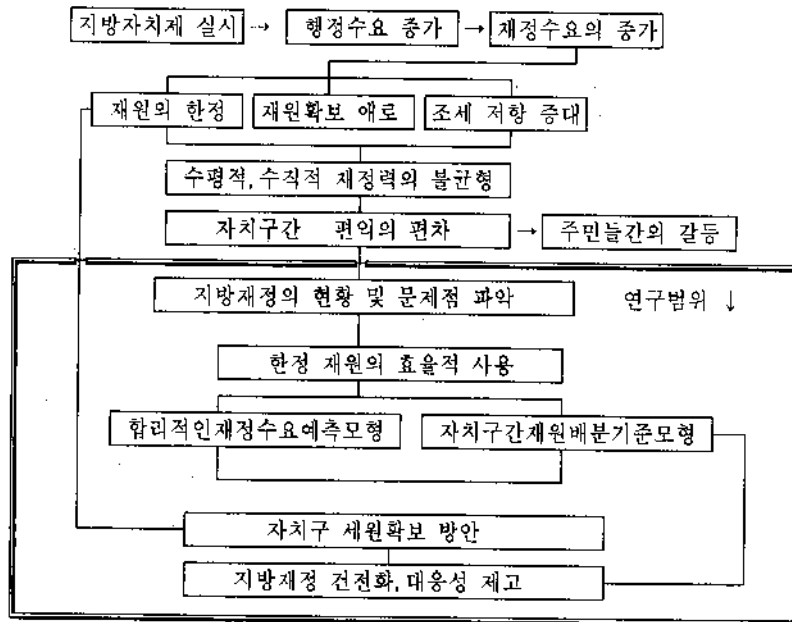 지방자치제 실시 → 행정수요 증가 → 재정수요의 증가
재원의 한정 재원확보 애로 조세 저항 증대
수평적, 수직적 재정력의 불균형
자치구간 편익의 편차 → 주민들간의 갈등
지방재정의 현황 및 문제점 파악 연구범위 ↓
한정 재원의 효율적 사용
합리적인재정수요예측모형 자치구간재원배분기준모형
자치구 세원확보 방안
지방재정 건전화, 대응성 제고